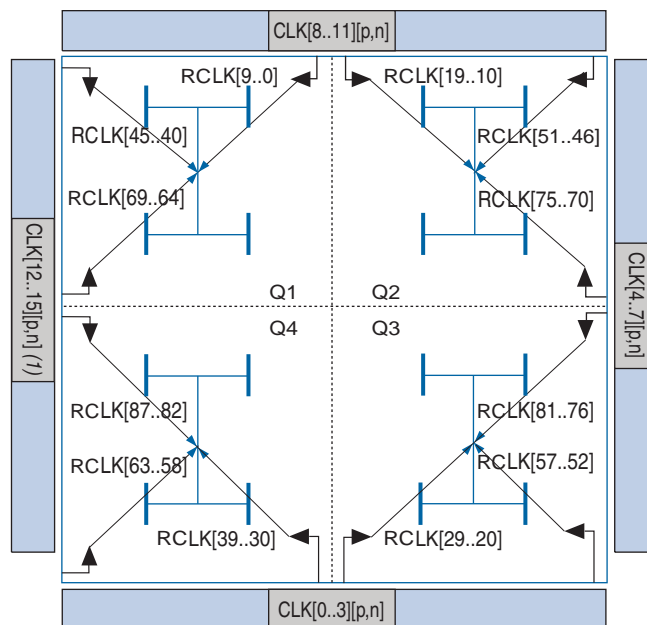 CLK[8..11][p,n]
RCLK[9..0]
RCLK[19..10]
RCLK[45..40]
RCLK[51..46]
RCLK[69..64]
RCLK[75..70]
CLK[12..15][p,n] (1)
CLK[4..7][p,n]
Q1
Q2
Q4
Q3
RCLK[87..82]
RCLK[81..76]
RCLK[63..58]
RCLK[57..52]
RCLK[39..30]
RCLK[29..20]
CLK[0..3][p,n]